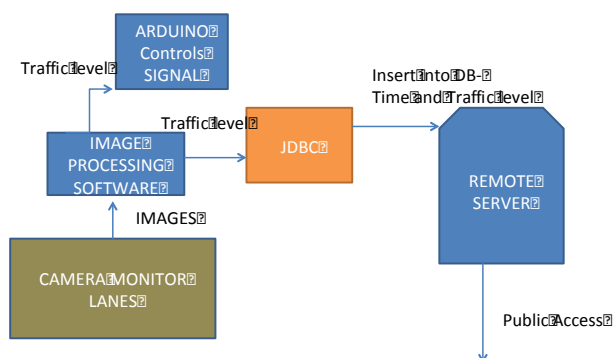 ARDUINO
Controls
SIGNAL
Traffic level
Insert into DB-
Time and Traffic level
Traffic level
IMAGE
PROCESSING
SOFTWARE
JDBC
REMOTE
SERVER
IMAGES
CAMERA MONITOR
LANES
Public Access